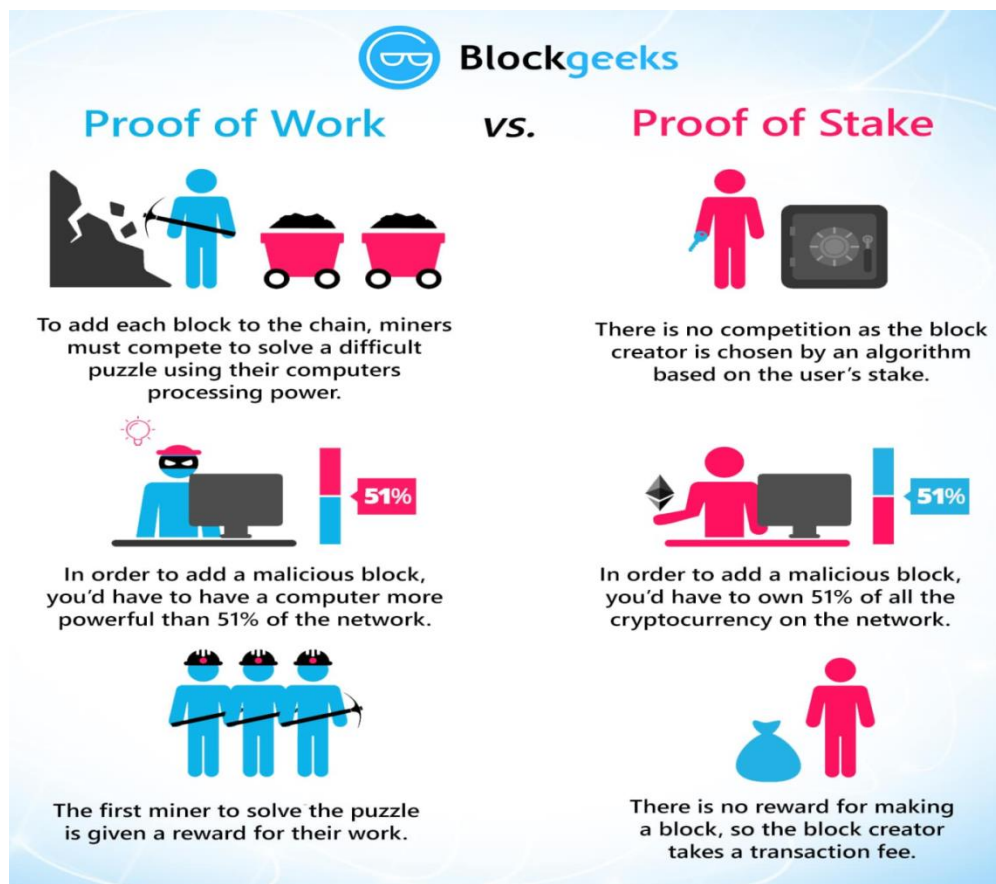 Blockgeeks
Proof of Work vs. Proof of Stake
To add each block to the chain, miners
must compete to solve a difficult
puzzle using their computers
processing power.
There is no competition as the block
creator is chosen by an algorithm
based on the user's stake.
51%
51%
In order to add a malicious block,
you'd have to have a computer more
powerful than 51% of the network.
In order to add a malicious block,
you'd have to own 51% of all the
cryptocurrency on the network.
The first miner to solve the puzzle
is given a reward for their work.
There is no reward for making
a block, so the block creator
takes a transaction fee.